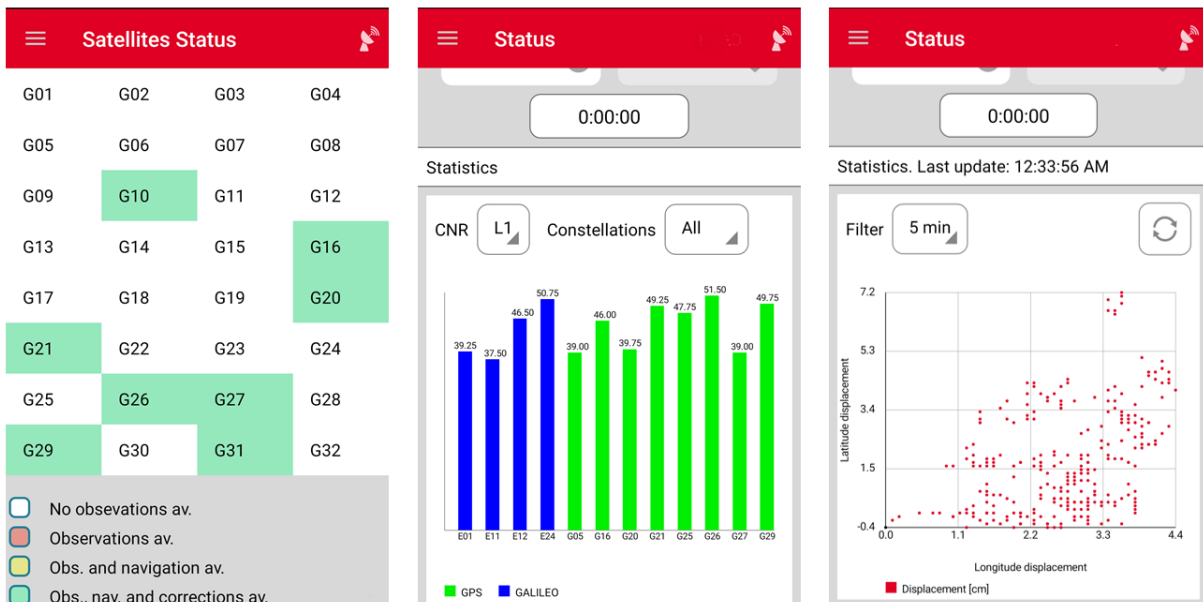 Satellites Status
G01 G02 G03 G04
G05 G06 G07 G08
G09 G10 G11 G12
G13 G14 G15 G16
G17 G18 G19 G20
G21 G22 G23 G24
G25 G26 G27 G28
G29 G30 G31 G32
No obsevations av.
Observations av.
Obs. and navigation av.
Obs., nav. and corrections av.
Status
0:00:00
Statistics
CNR L1 Constellations All
39.25 37.50 46.50 50.75 39.00 46.00 39.75 49.25 47.75 51.50 39.00 49.75
E01 E11 E12 E24 G05 G16 G20 G21 G25 G26 G27 G29
GPS GALILEO
Status
0:00:00
Statistics. Last update: 12:33:56 AM
Filter 5 min
Latitude displacement
7.2
5.3
3.4
1.5
-0.4
0.0 1.1 2.2 3.3 4.4
Longitude displacement
Displacement [cm]